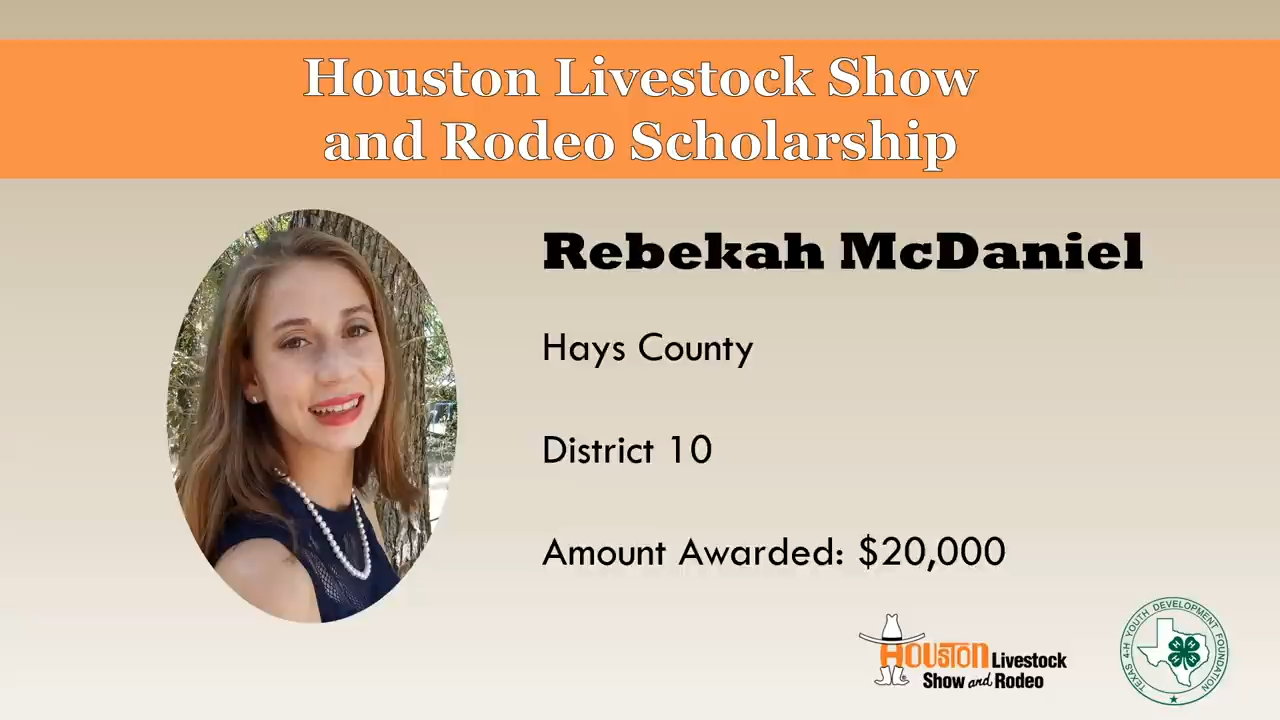 Houston Livestock Show
and Rodeo Scholarship
Rebekah McDaniel
Hays County
District 10
Amount Awarded: $20,000
HOUSTON Livestock
Show and Rodeo
TEXAS 4-H YOUTH DEVELOPMENT FOUNDATION